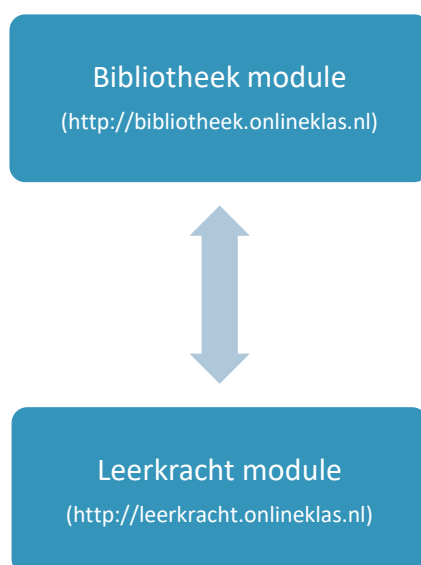 Bibliotheek module
(http://bibliotheek.onlineklas.nl)
Leerkracht module
(http://leerkracht.onlineklas.nl)